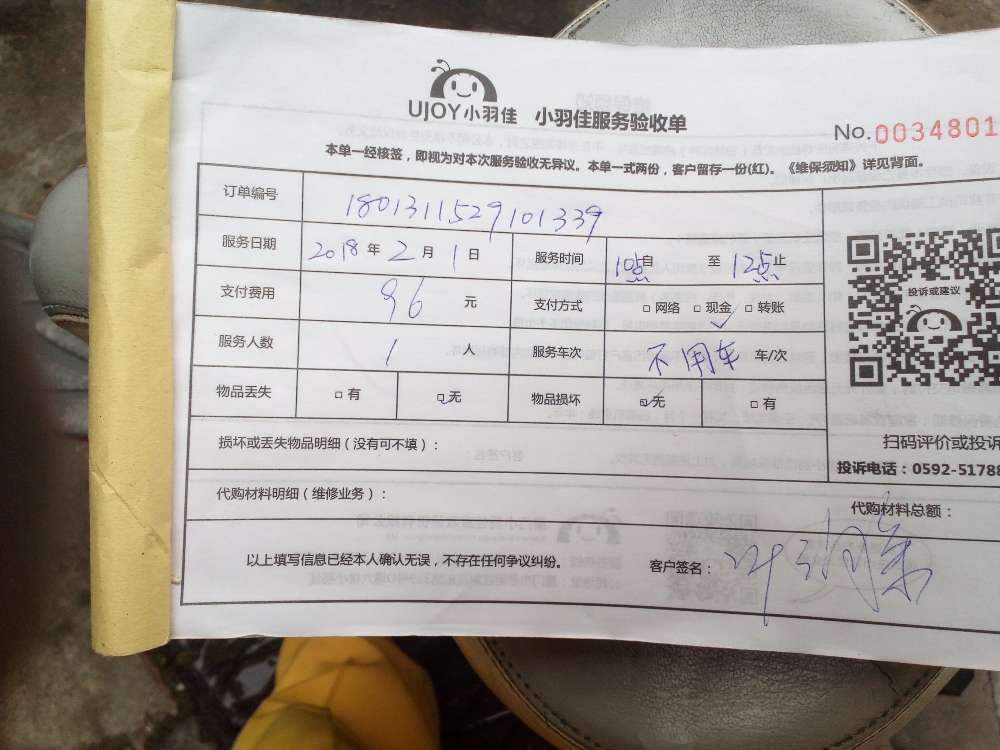 UJOY小羽佳 小羽佳服务验收单
No.0034801
本单一经核签，即视为对本次服务验收无异议。本单一式两份，客户留存一份(红)。《维保须知》详见背面。
订单编号 1801311529101339
服务日期 2018年2月1日 服务时间 10点自 至 12点止
支付费用 96 元 支付方式 □网络 □现金✓ □转账
服务人数 1 人 服务车次 不用车 车/次
物品丢失 □有 ☑无 物品损坏 ☑无 □有
投诉或建议
扫码评价或投诉
投诉电话：0592-51788
损坏或丢失物品明细（没有可不填）：
代购材料明细（维修业务）： 代购材料总额：
以上填写信息已经本人确认无误，不存在任何争议纠纷。 客户签名：